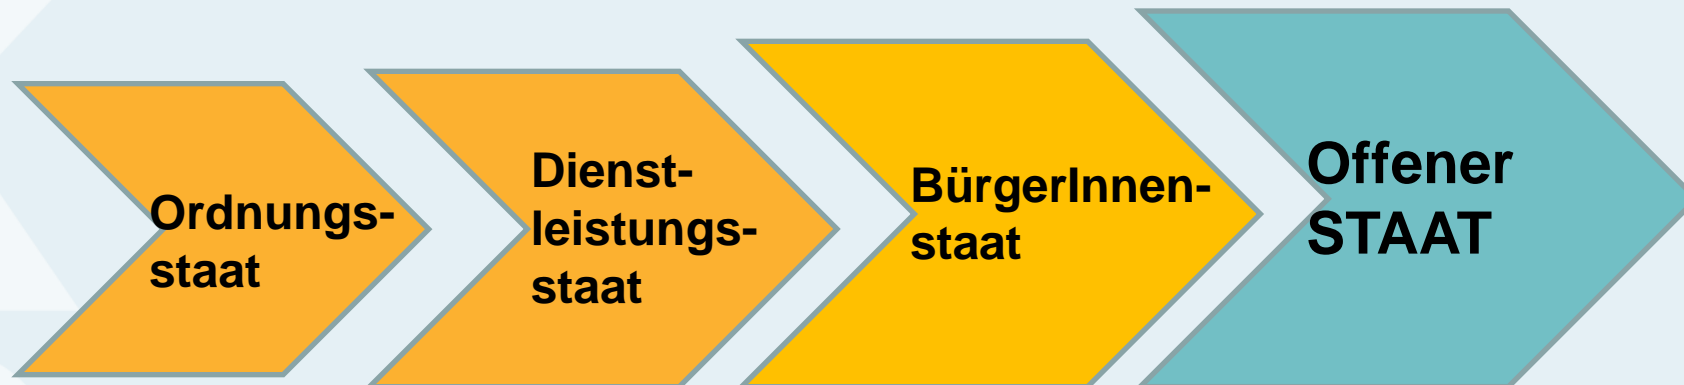 Ordnungs-
staat
Dienst-
leistungs-
staat
BürgerInnen-
staat
Offener
STAAT